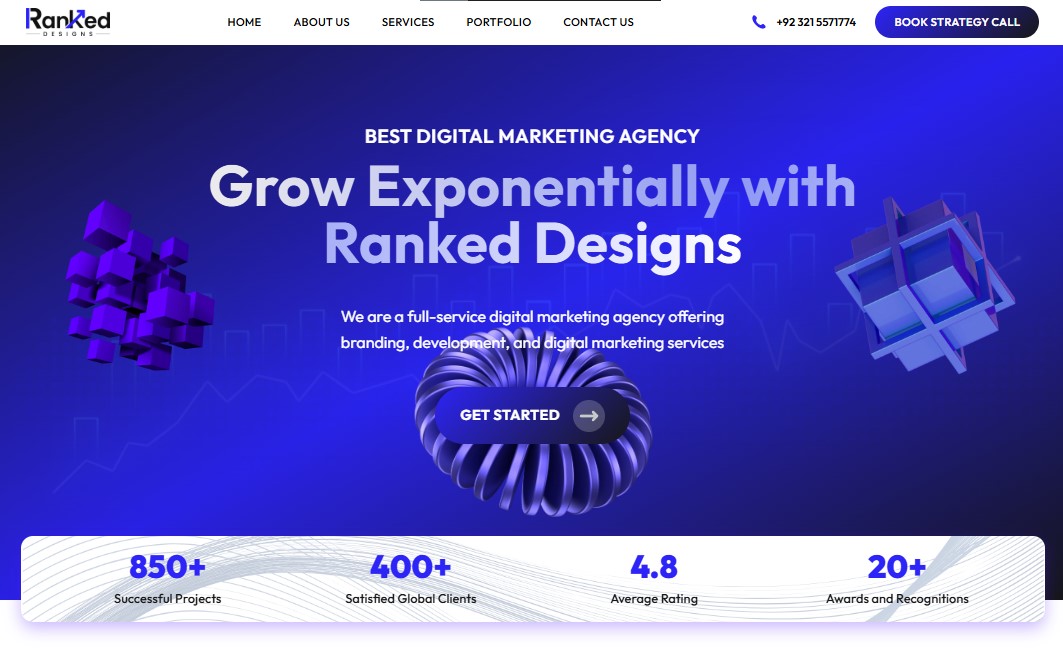 Ranked
DESIGNS
HOME
ABOUT US
SERVICES
PORTFOLIO
CONTACT US
+92 321 5571774
BOOK STRATEGY CALL
BEST DIGITAL MARKETING AGENCY
Grow Exponentially with
Ranked Designs
We are a full-service digital marketing agency offering
branding, development, and digital marketing services
GET STARTED
850+
Successful Projects
400+
Satisfied Global Clients
4.8
Average Rating
20+
Awards and Recognitions